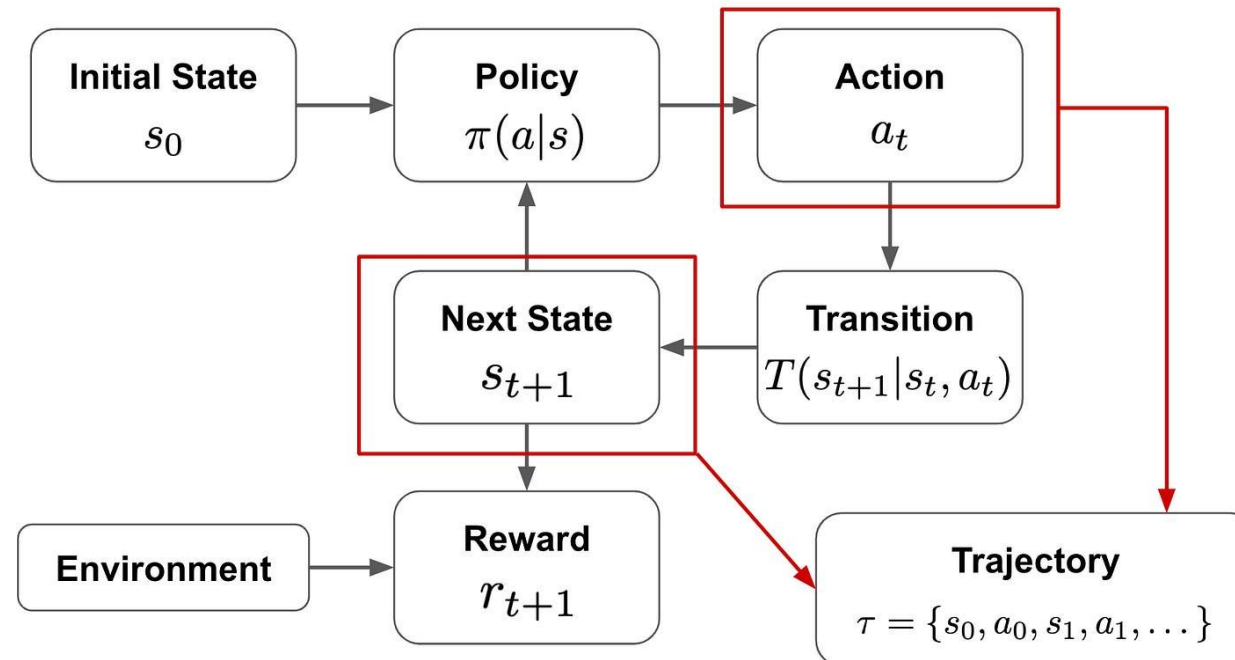 Initial State
s_0
Policy
π(a|s)
Action
a_t
Next State
s_{t+1}
Transition
T(s_{t+1}|s_t, a_t)
Environment
Reward
r_{t+1}
Trajectory
τ = {s_0, a_0, s_1, a_1, . . . }